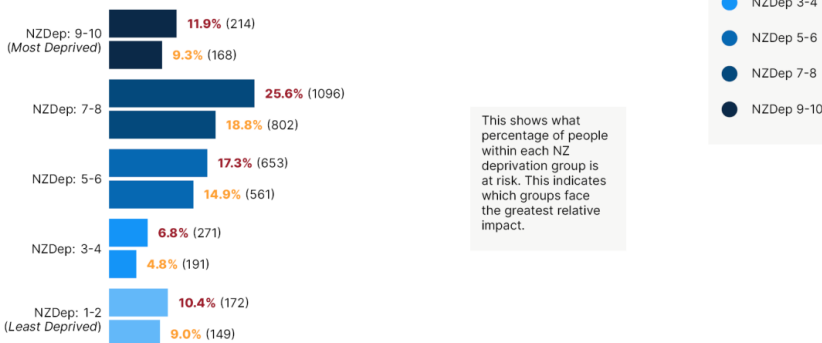 NZDep: 9-10
(Most Deprived)
11.9% (214)
9.3% (168)
NZDep: 7-8
25.6% (1096)
18.8% (802)
NZDep: 5-6
17.3% (653)
14.9% (561)
NZDep: 3-4
6.8% (271)
4.8% (191)
NZDep: 1-2
(Least Deprived)
10.4% (172)
9.0% (149)
This shows what
percentage of people
within each NZ
deprivation group is
at risk. This indicates
which groups face
the greatest relative
impact.
NZDep 3-4
NZDep 5-6
NZDep 7-8
NZDep 9-10